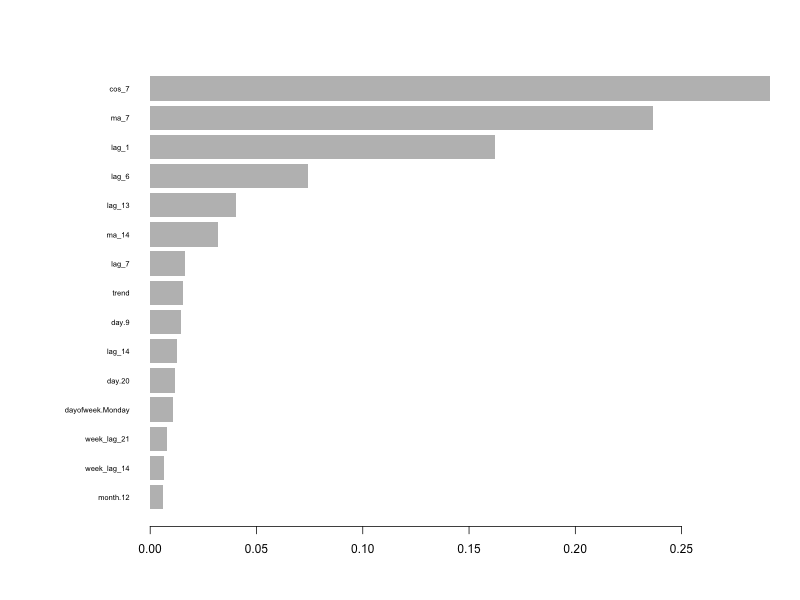 cos_7
ma_7
lag_1
lag_6
lag_13
ma_14
lag_7
trend
day.9
lag_14
day.20
dayofweek.Monday
week_lag_21
week_lag_14
month.12
0.00 0.05 0.10 0.15 0.20 0.25